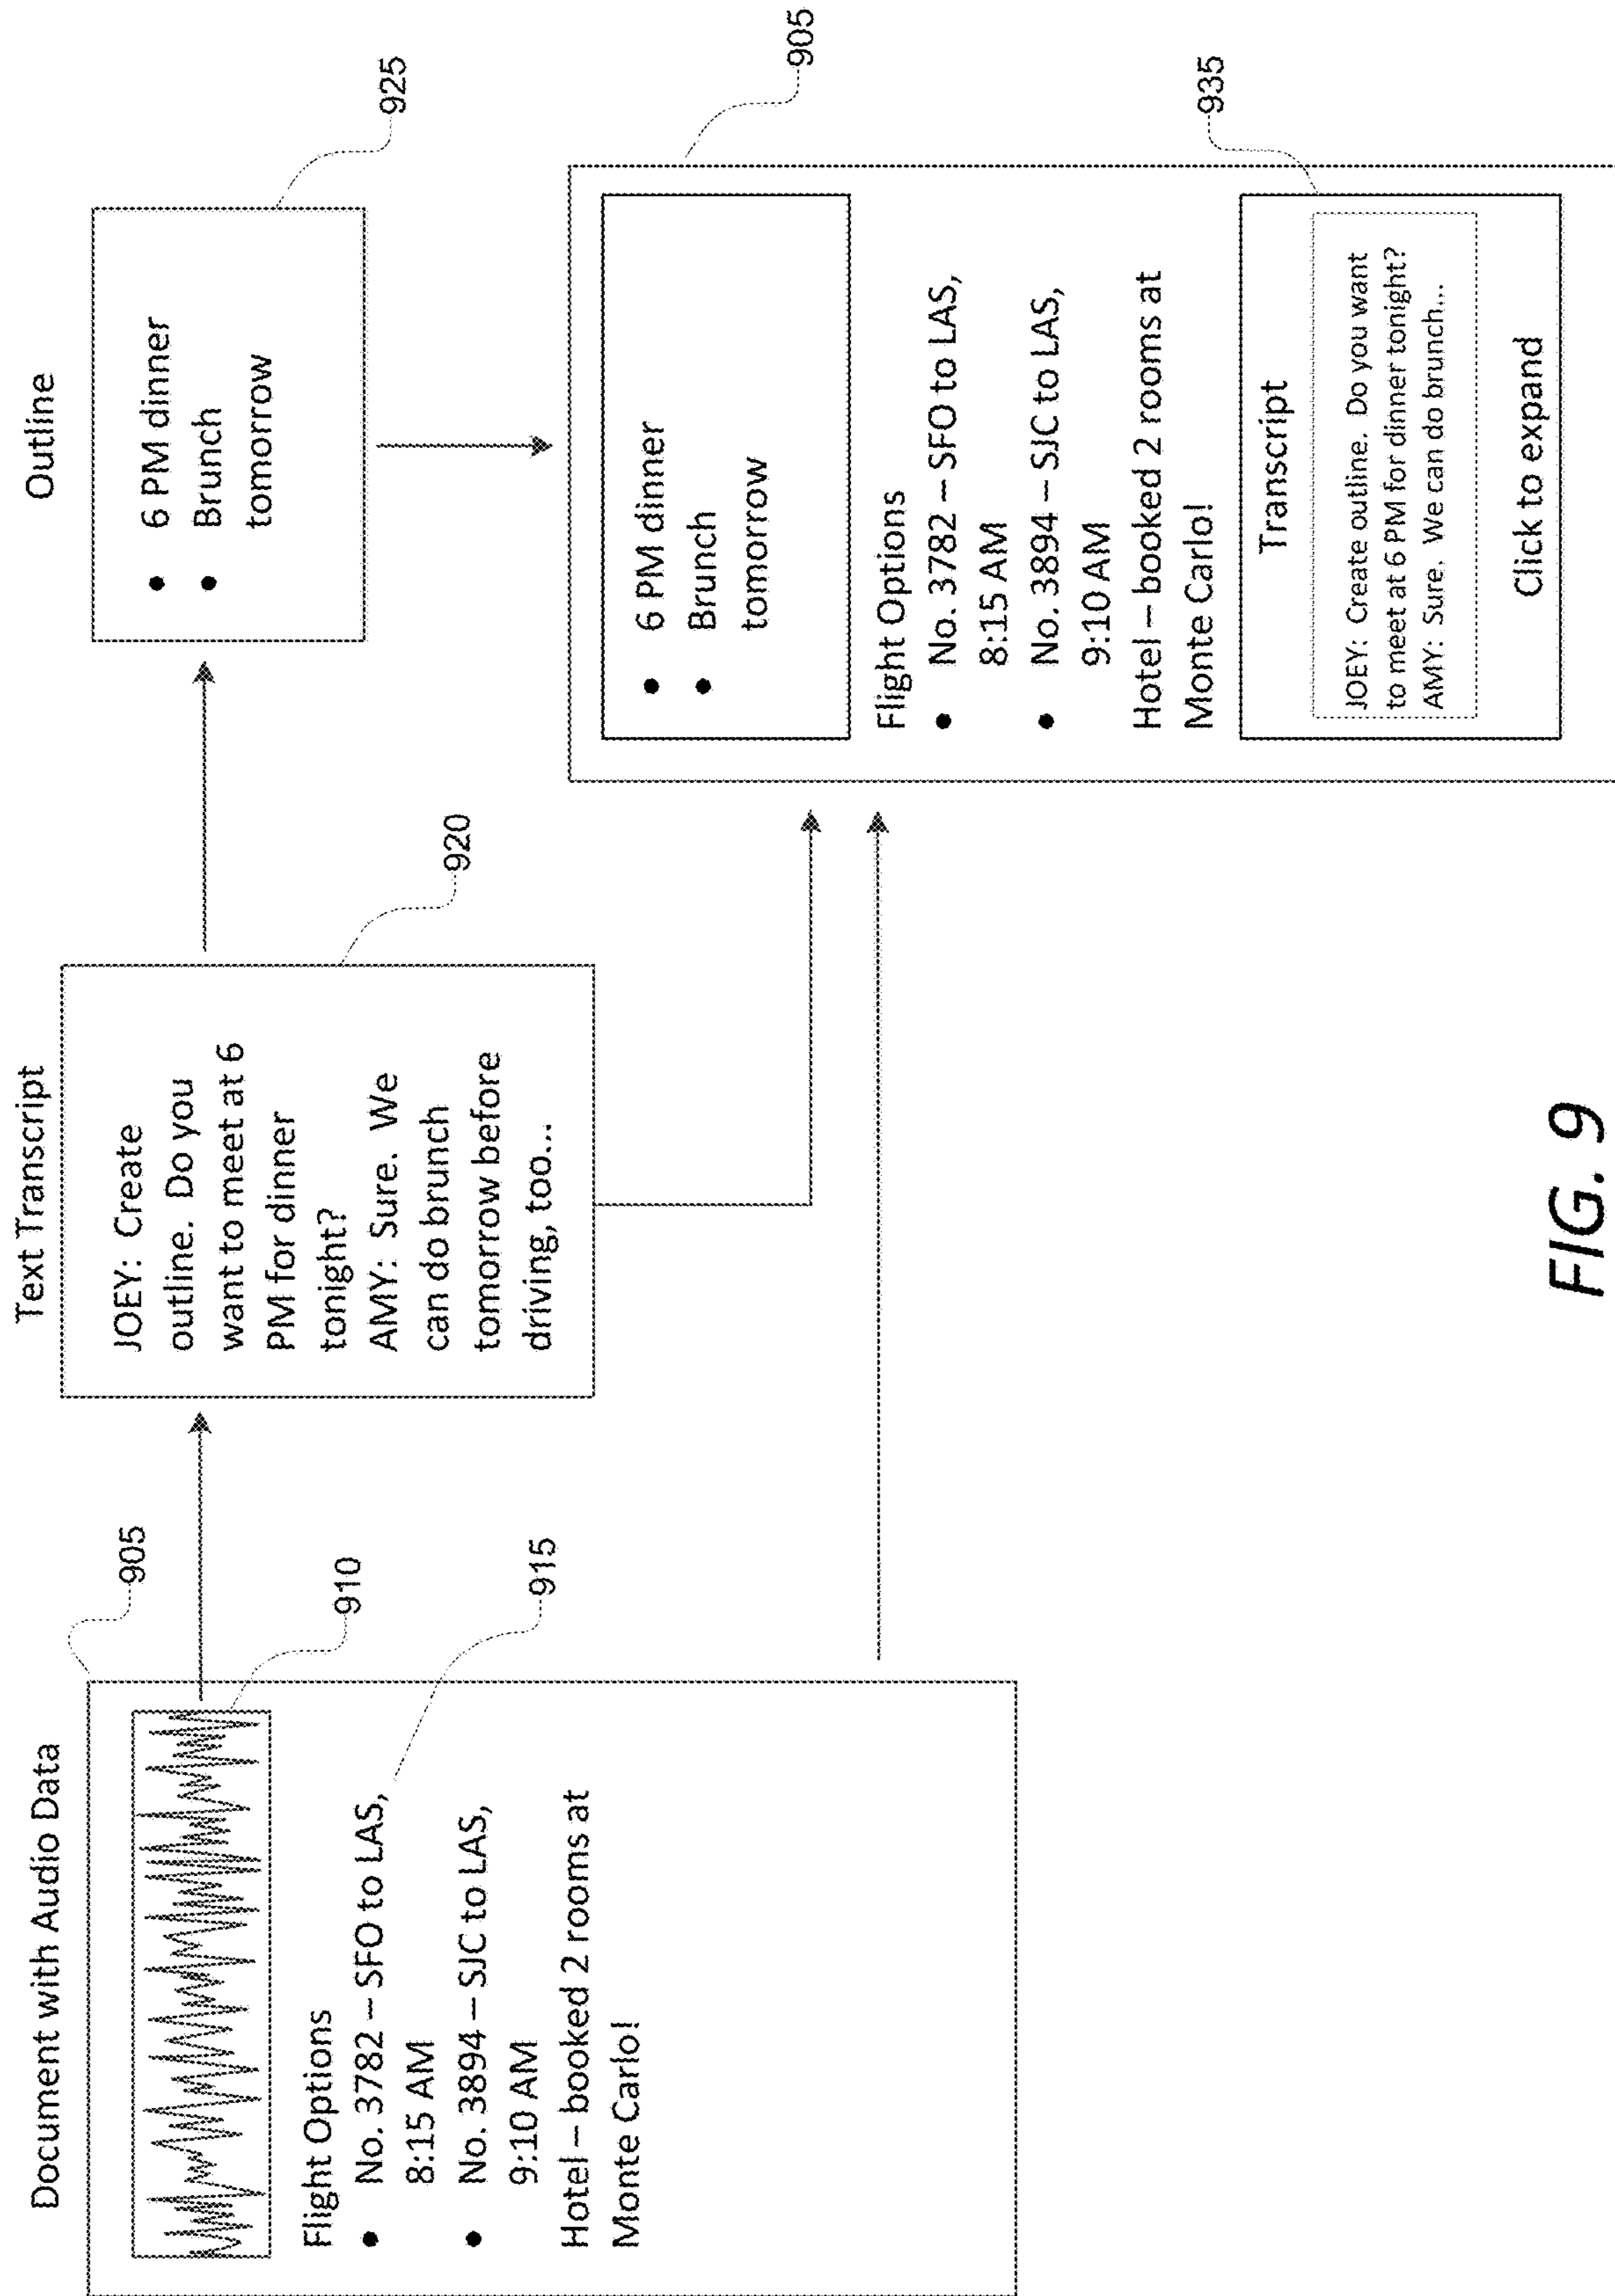 Document with Audio Data
905
910
Flight Options
• No. 3782 – SFO to LAS,
8:15 AM
915
• No. 3894 – SJC to LAS,
9:10 AM
Hotel – booked 2 rooms at
Monte Carlo!
Text Transcript
JOEY: Create
outline. Do you
want to meet at 6
PM for dinner
tonight?
AMY: Sure. We
can do brunch
tomorrow before
driving, too...
920
Outline
• 6 PM dinner
• Brunch
tomorrow
925
905
• 6 PM dinner
• Brunch
tomorrow
Flight Options
• No. 3782 – SFO to LAS,
8:15 AM
• No. 3894 – SJC to LAS,
9:10 AM
Hotel – booked 2 rooms at
Monte Carlo!
935
Transcript
JOEY: Create outline. Do you want
to meet at 6 PM for dinner tonight?
AMY: Sure. We can do brunch...
Click to expand
FIG. 9